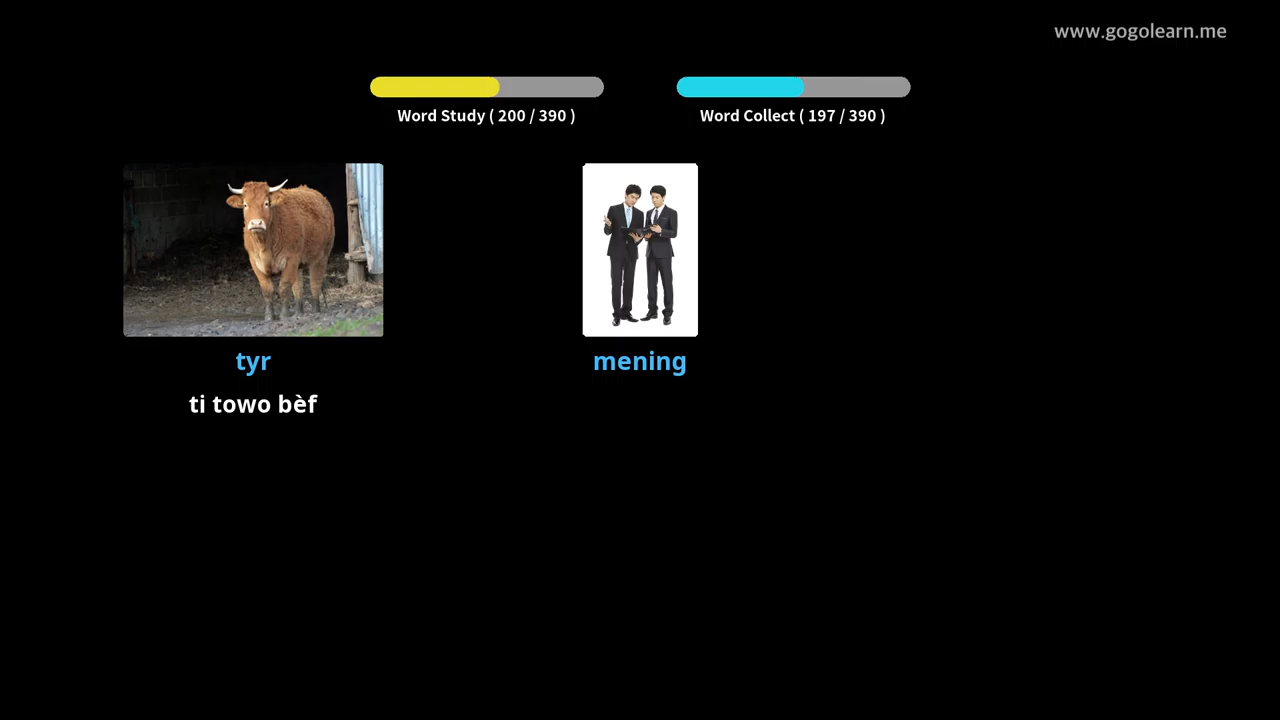 www.gogolearn.me
Word Study ( 200 / 390 )
Word Collect ( 197 / 390 )
tyr
mening
ti towo bèf